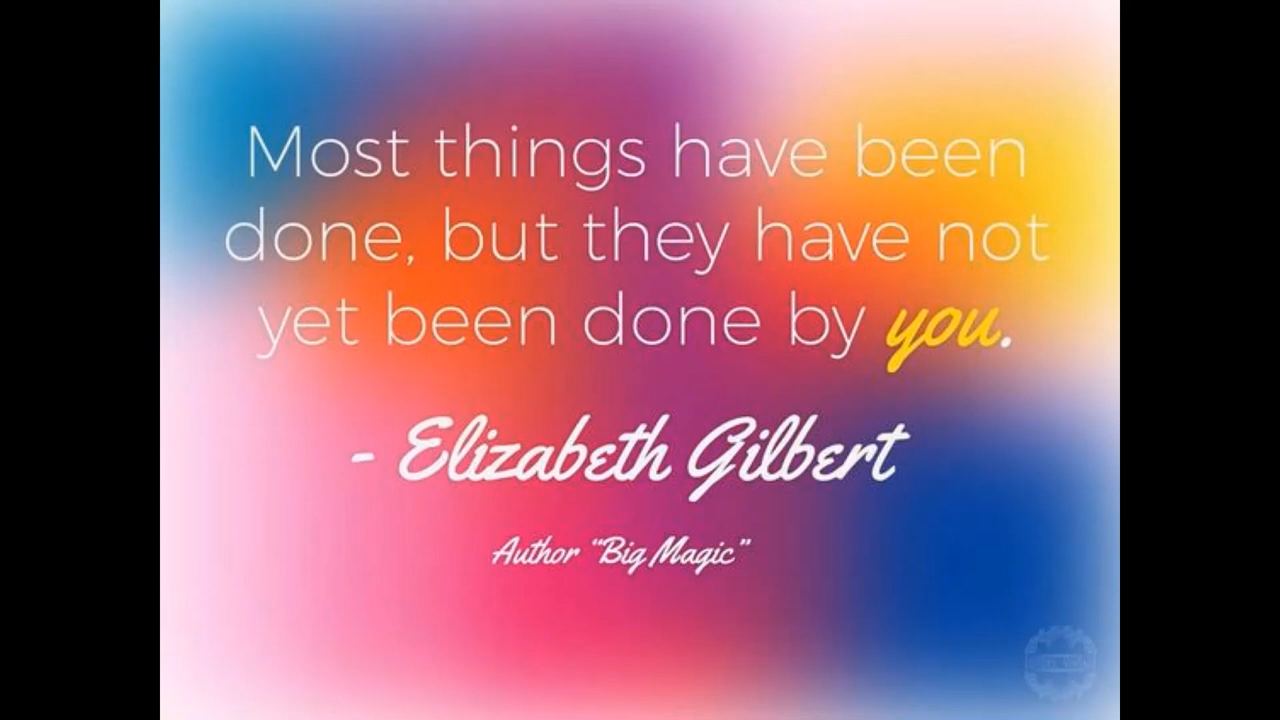 Most things have been
done, but they have not
yet been done by you.
- Elizabeth Gilbert
Author “Big Magic”